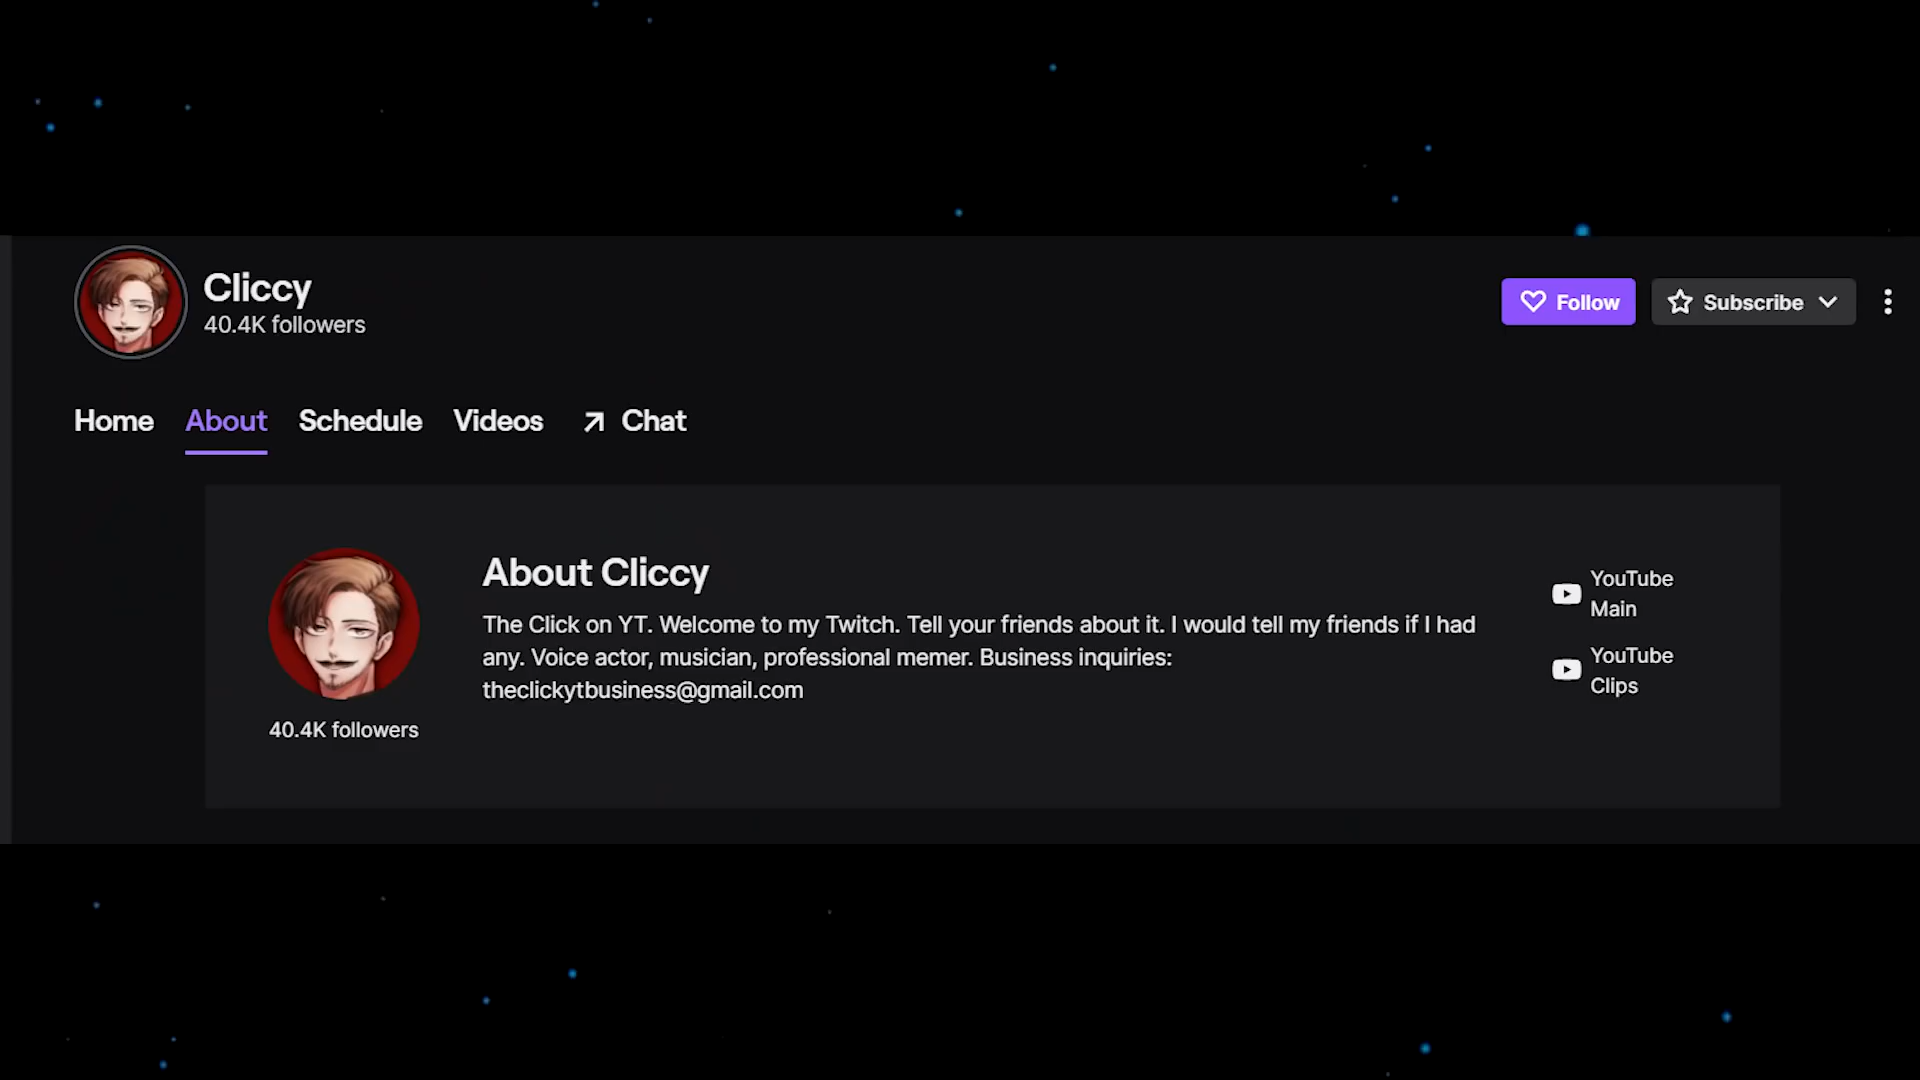 Cliccy
40.4K followers
Follow
Subscribe
Home
About
Schedule
Videos
Chat
About Cliccy
The Click on YT. Welcome to my Twitch. Tell your friends about it. I would tell my friends if I had
any. Voice actor, musician, professional memer. Business inquiries:
theclickytbusiness@gmail.com
40.4K followers
YouTube
Main
YouTube
Clips